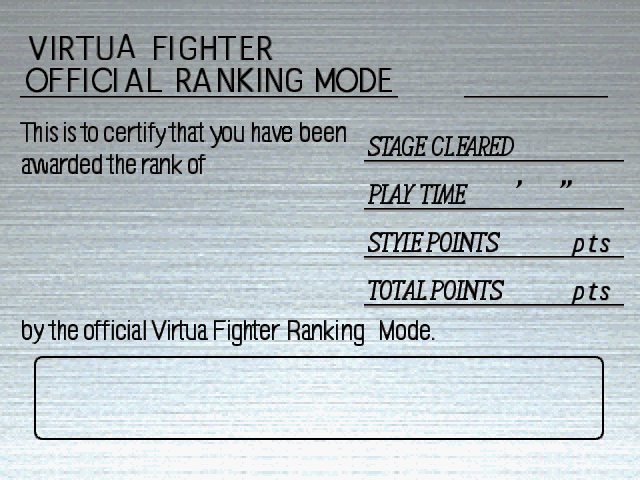 VIRTUA FIGHTER
OFFICIAL RANKING MODE
This is to certify that you have been
awarded the rank of
STAGE CLEARED
PLAY TIME ’ ”
STYLE POINTS pts
TOTAL POINTS pts
by the official Virtua Fighter Ranking Mode.